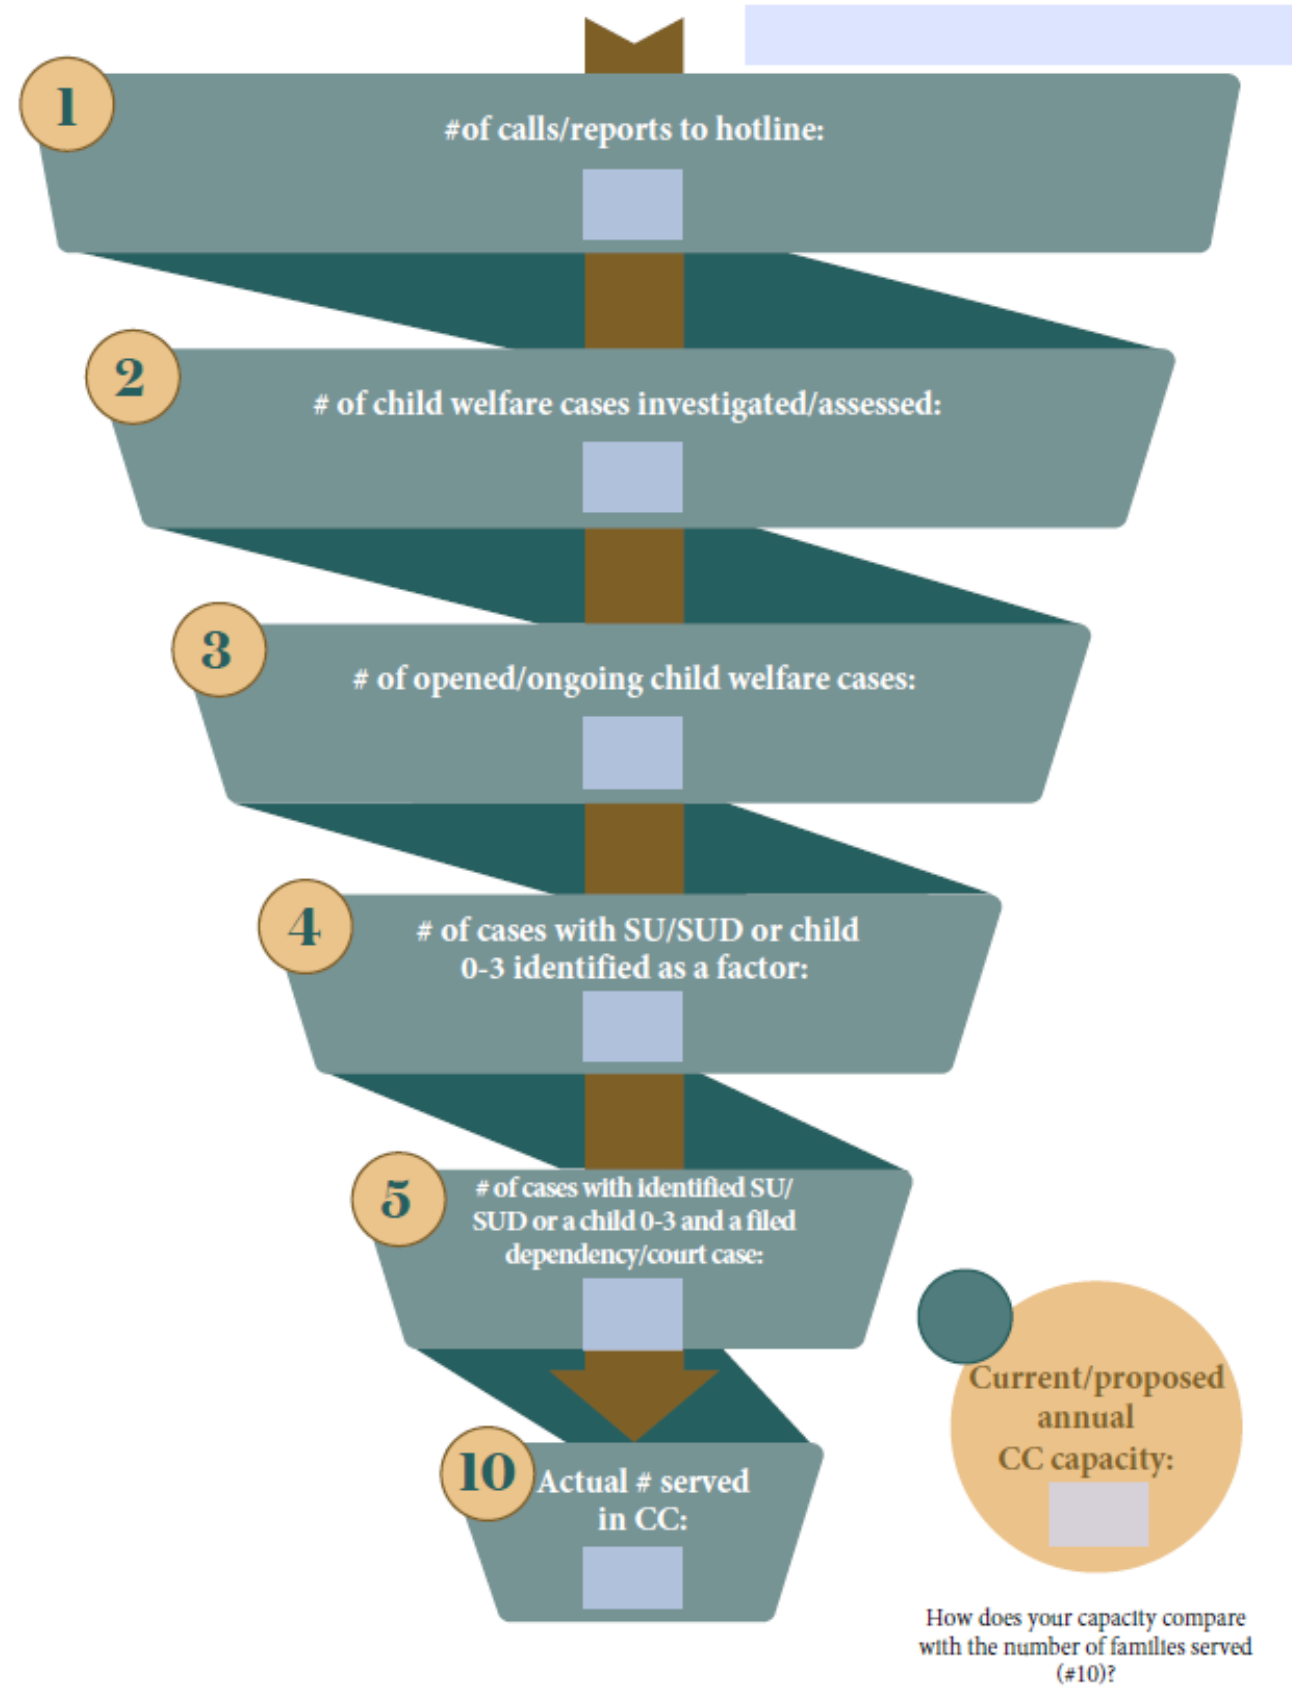 1
#of calls/reports to hotline:
2
# of child welfare cases investigated/assessed:
3
# of opened/ongoing child welfare cases:
4
# of cases with SU/SUD or child
0-3 identified as a factor:
5
# of cases with identified SU/
SUD or a child 0-3 and a filed
dependency/court case:
10
Actual # served
in CC:
Current/proposed
annual
CC capacity:
How does your capacity compare
with the number of families served
(#10)?